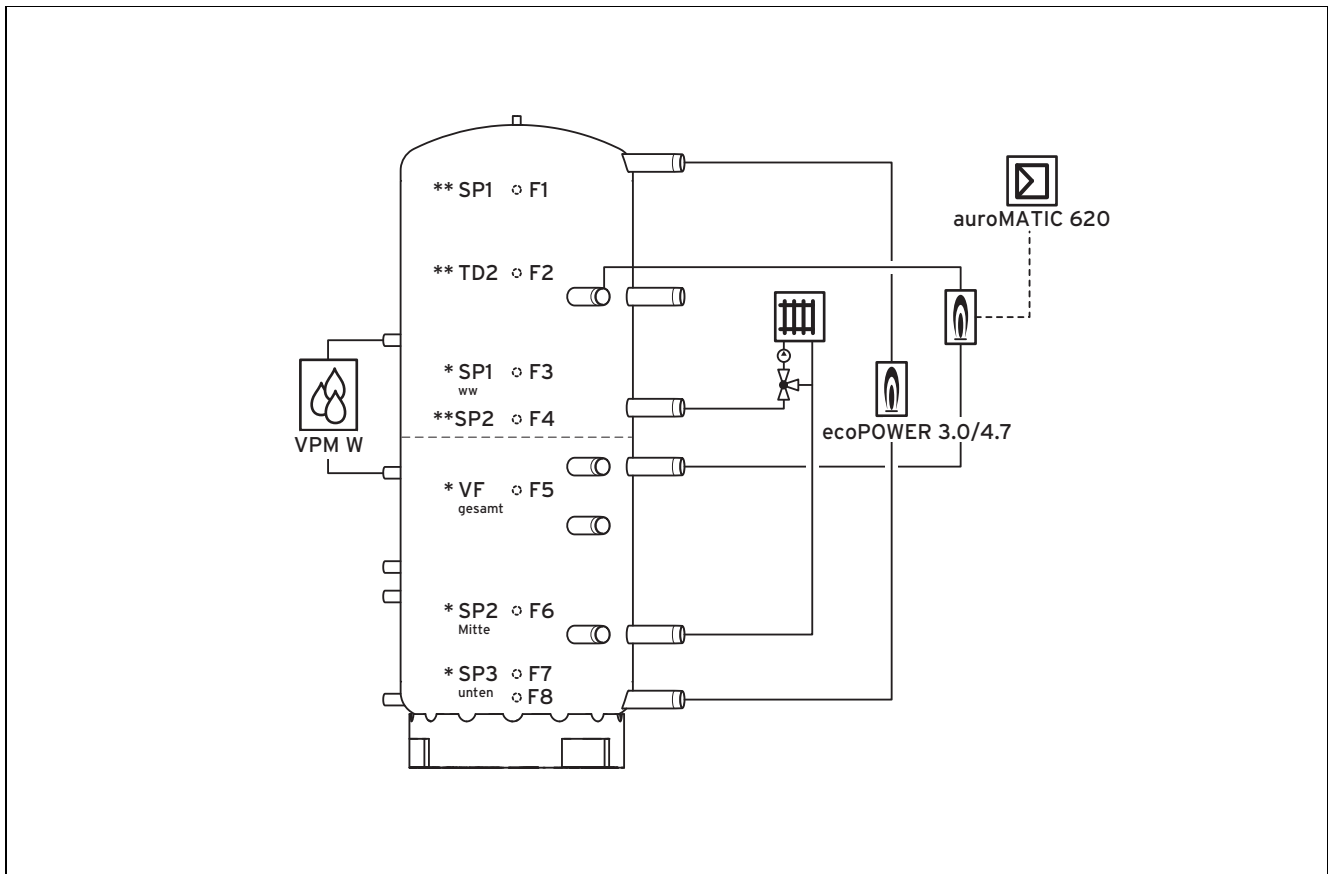 ** SP1 F1
auroMATIC 620
** TD2 F2
* SP1 F3
ww
**SP2 F4
ecoPOWER 3.0/4.7
VPM W
* VF F5
gesamt
* SP2 F6
Mitte
* SP3 F7
unten F8